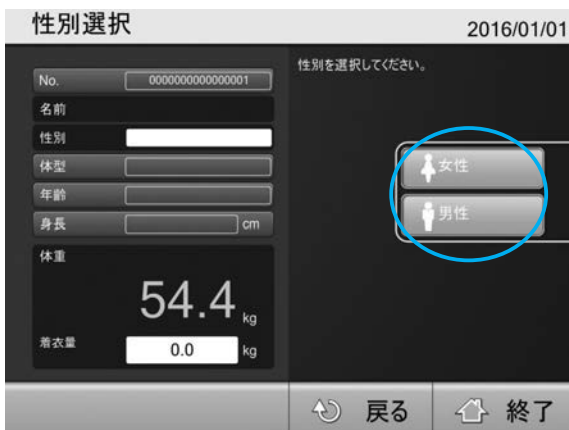 性別選択
2016/01/01
No. 0000000000000001
名前
性別
体型
年齢
身長 cm
体重
54.4 kg
着衣量 0.0 kg
性別を選択してください。
女性
男性
戻る
終了